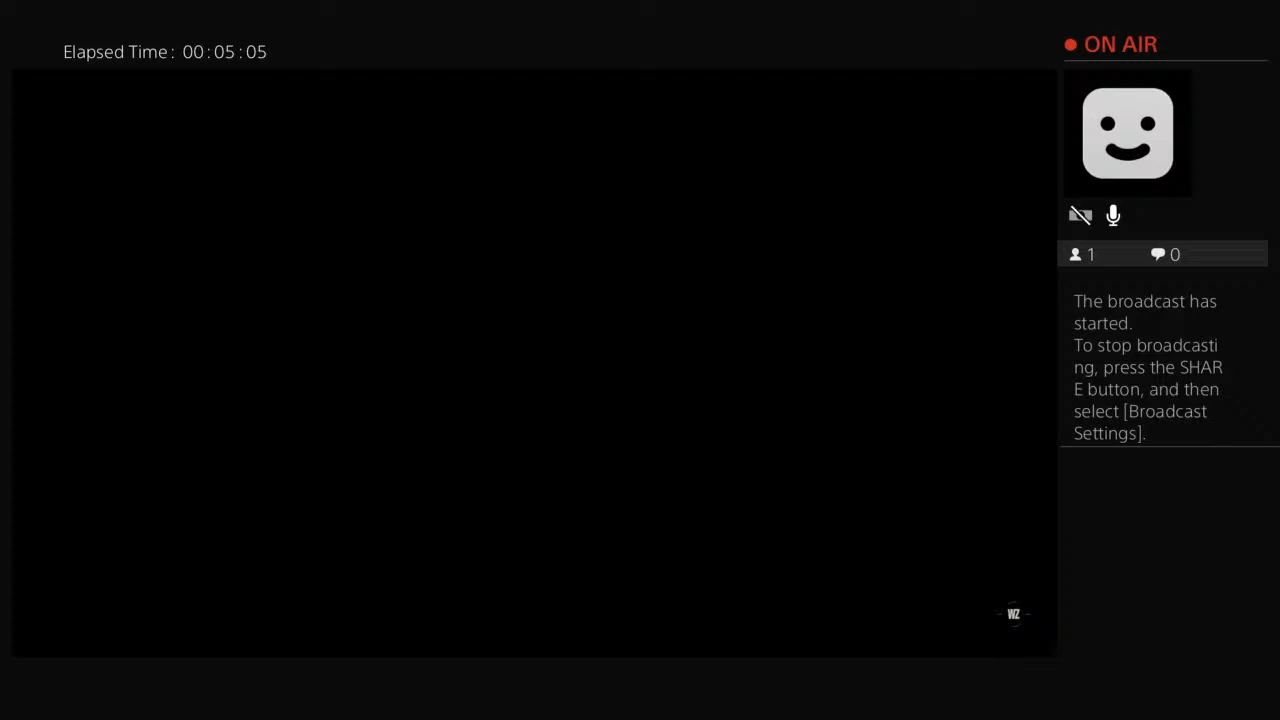 Elapsed Time: 00:05:05
ON AIR
1
0
The broadcast has
started.
To stop broadcasti
ng, press the SHAR
E button, and then
select [Broadcast
Settings].
WZ